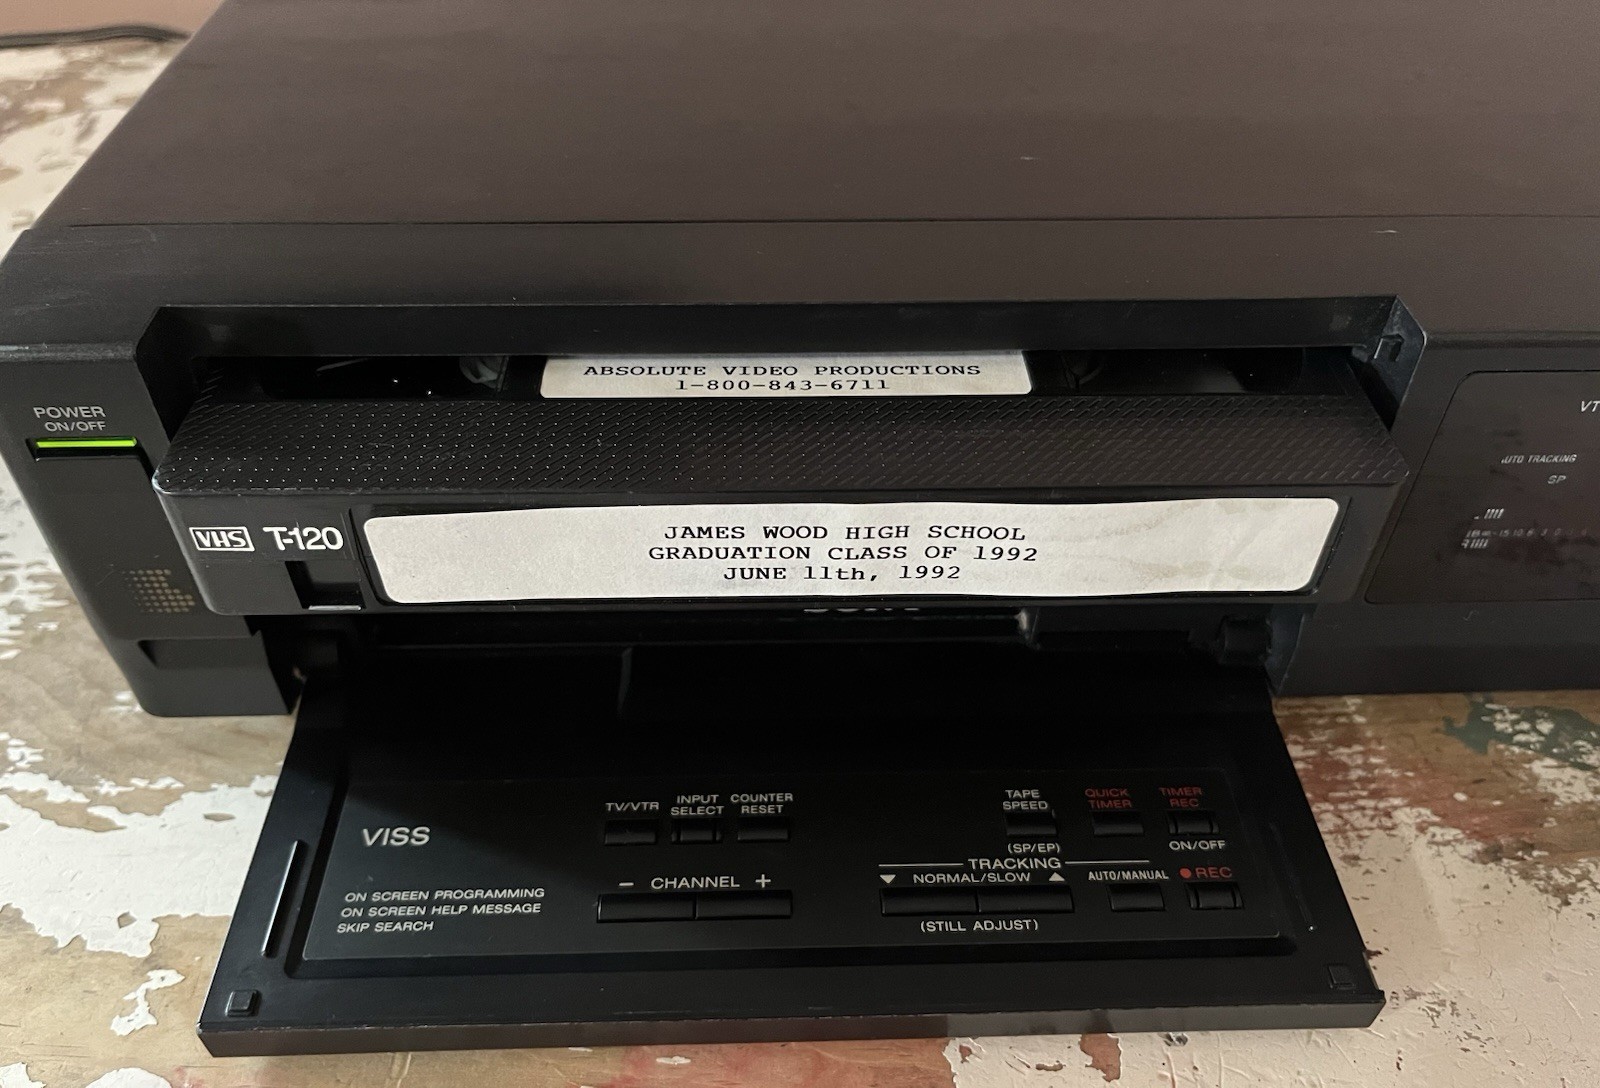 ABSOLUTE VIDEO PRODUCTIONS
1-800-843-6711
POWER
ON/OFF
VHS T-120
JAMES WOOD HIGH SCHOOL
GRADUATION CLASS OF 1992
JUNE 11th, 1992
AUTO TRACKING
SP
VISS
ON SCREEN PROGRAMMING
ON SCREEN HELP MESSAGE
SKIP SEARCH
TV/VTR
INPUT
SELECT
COUNTER
RESET
– CHANNEL +
TAPE
SPEED
(SP/EP)
QUICK
TIMER
TIMER
REC
ON/OFF
TRACKING
▼ NORMAL/SLOW ▲
AUTO/MANUAL
● REC
(STILL ADJUST)